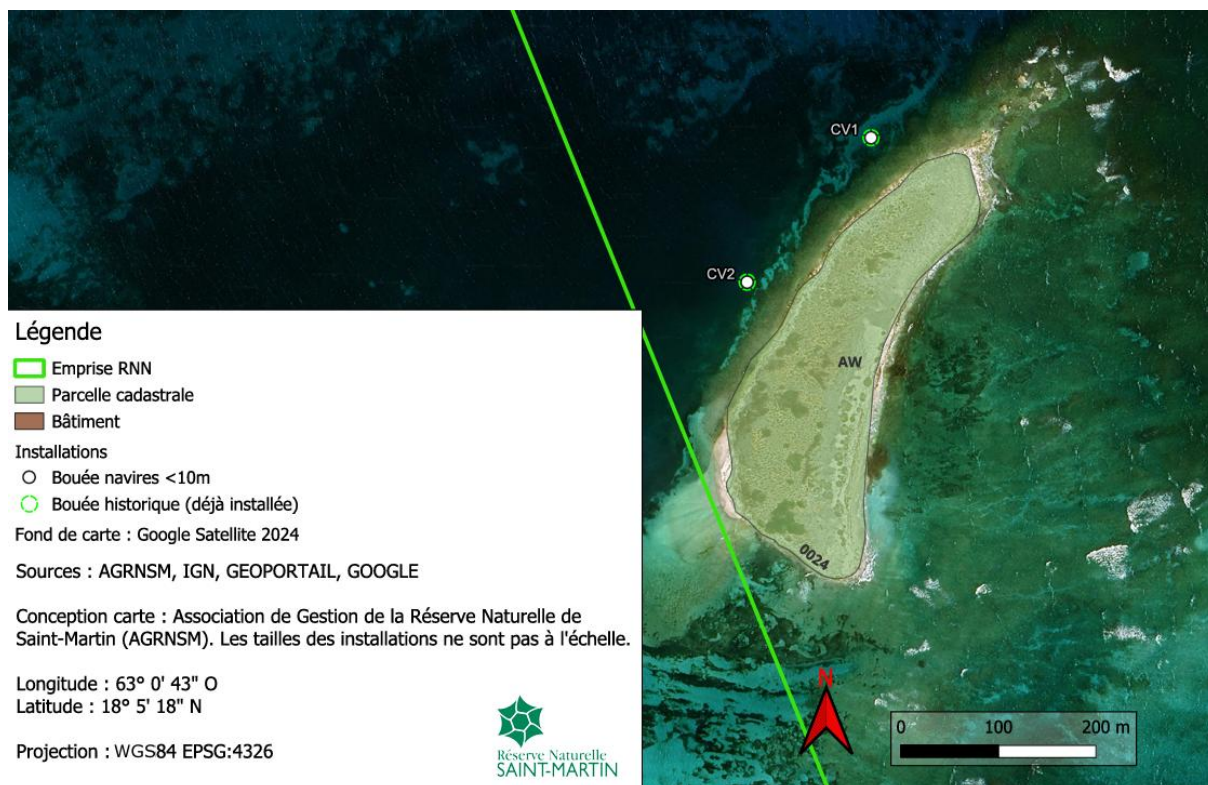 CV1
CV2
AW
0024
Légende
Emprise RNN
Parcelle cadastrale
Bâtiment
Installations
Bouée navires <10m
Bouée historique (déjà installée)
Fond de carte : Google Satellite 2024
Sources : AGRNSM, IGN, GEOPORTAIL, GOOGLE
Conception carte : Association de Gestion de la Réserve Naturelle de
Saint-Martin (AGRNSM). Les tailles des installations ne sont pas à l'échelle.
Longitude : 63° 0' 43" O
Latitude : 18° 5' 18" N
Projection : WGS84 EPSG:4326
Réserve Naturelle
SAINT-MARTIN
N
0 100 200 m